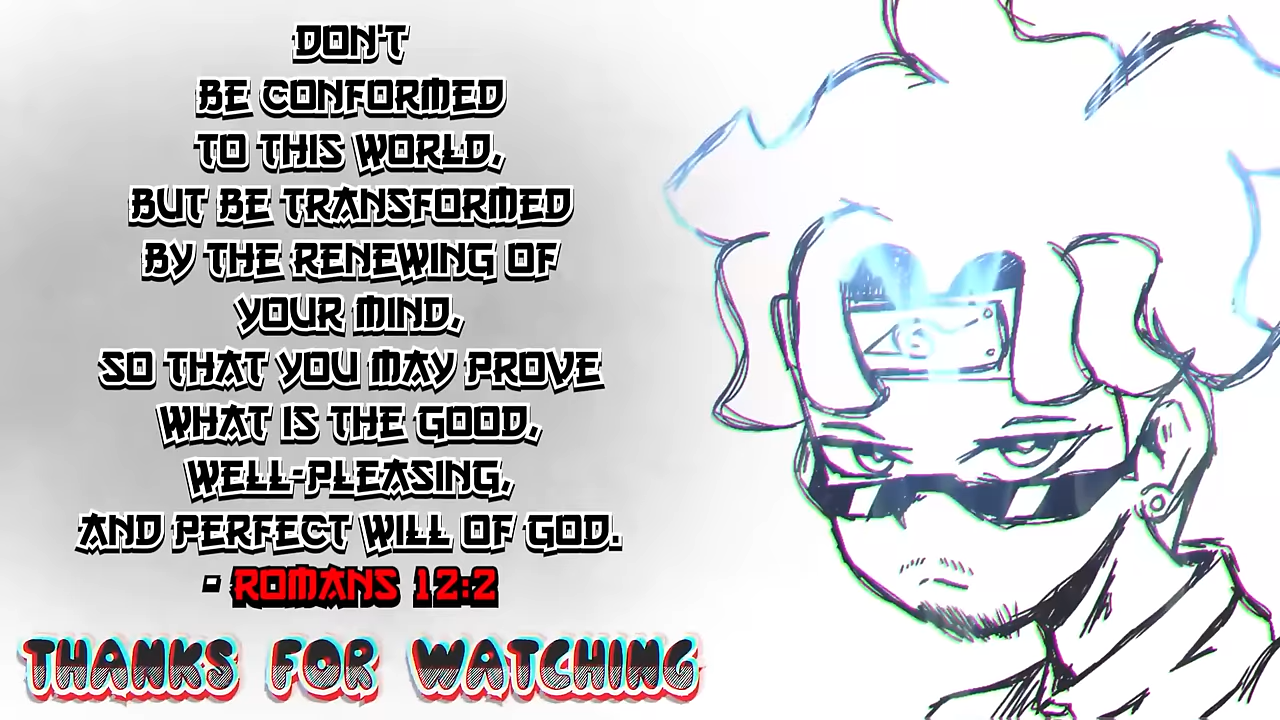 DON'T
BE CONFORMED
TO THIS WORLD,
BUT BE TRANSFORMED
BY THE RENEWING OF
YOUR MIND,
SO THAT YOU MAY PROVE
WHAT IS THE GOOD,
WELL-PLEASING,
AND PERFECT WILL OF GOD.
- ROMANS 12:2
THANKS FOR WATCHING